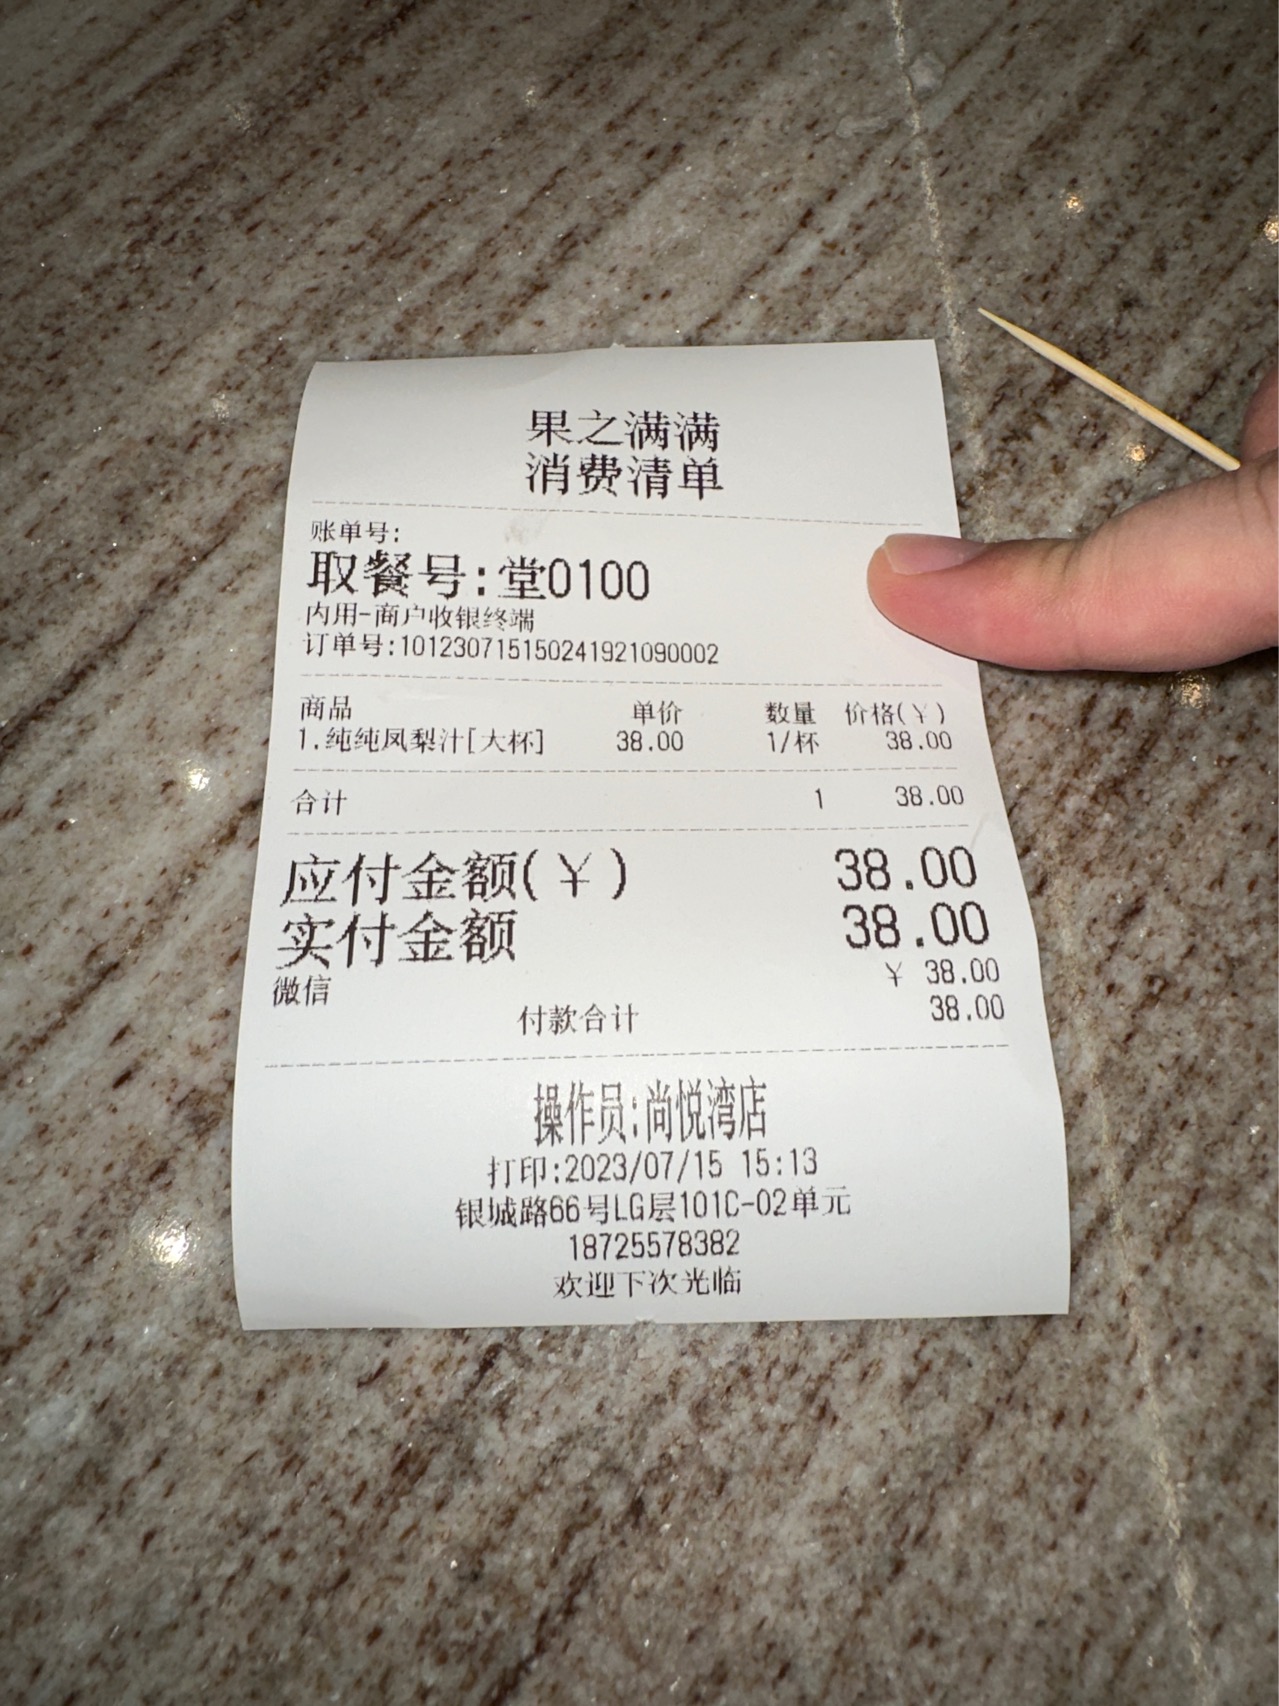 果之满满
消费清单
账单号:
取餐号:堂0100
内用-商户收银终端
订单号:101230715150241921090002
商品 单价 数量 价格(¥)
1.纯纯凤梨汁[大杯] 38.00 1/杯 38.00
合计 1 38.00
应付金额(¥) 38.00
实付金额 38.00
微信 ¥ 38.00
付款合计 38.00
操作员:尚悦湾店
打印:2023/07/15 15:13
银城路66号LG层101C-02单元
18725578382
欢迎下次光临